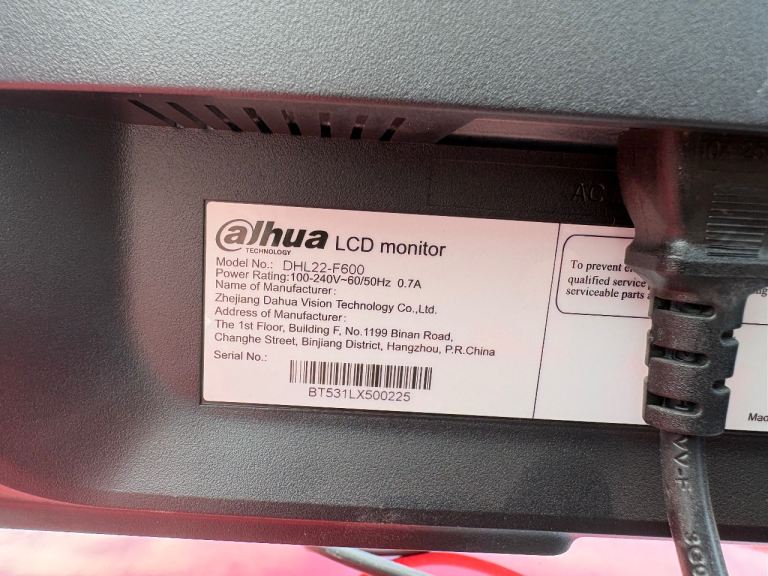 AC
alhua
TECHNOLOGY
LCD monitor
Model No.: DHL22-F600
Power Rating:100-240V~60/50Hz 0.7A
Name of Manufacturer:
Zhejiang Dahua Vision Technology Co.,Ltd.
Address of Manufacturer:
The 1st Floor, Building F, No.1199 Binan Road,
Changhe Street, Binjiang District, Hangzhou, P.R.China
Serial No.:
BT531LX500225
To prevent
qualified service
serviceable parts